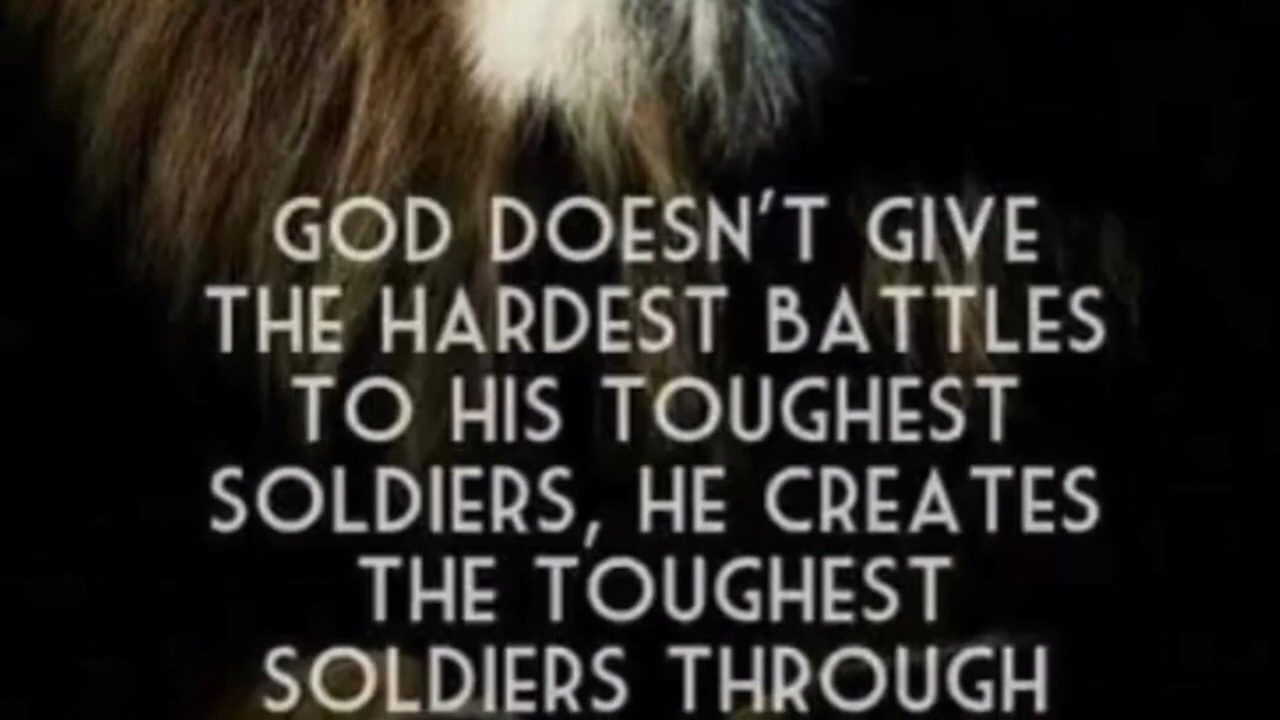 GOD DOESN'T GIVE
THE HARDEST BATTLES
TO HIS TOUGHEST
SOLDIERS, HE CREATES
THE TOUGHEST
SOLDIERS THROUGH